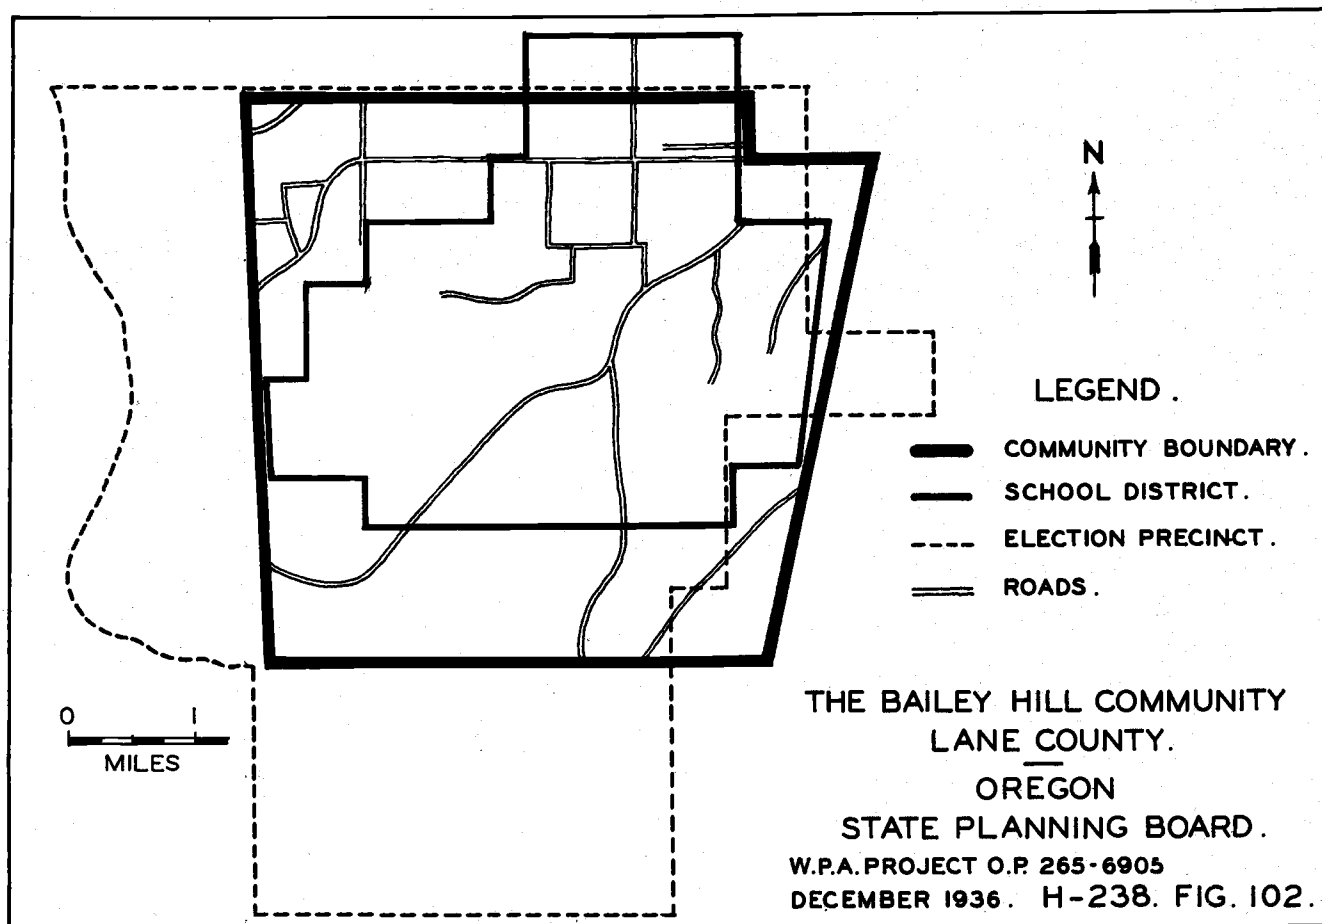 N
LEGEND.
COMMUNITY BOUNDARY.
SCHOOL DISTRICT.
ELECTION PRECINCT.
ROADS.
0 1
MILES
THE BAILEY HILL COMMUNITY
LANE COUNTY.
OREGON
STATE PLANNING BOARD.
W.P.A. PROJECT O.P. 265-6905
DECEMBER 1936. H-238. FIG. 102.